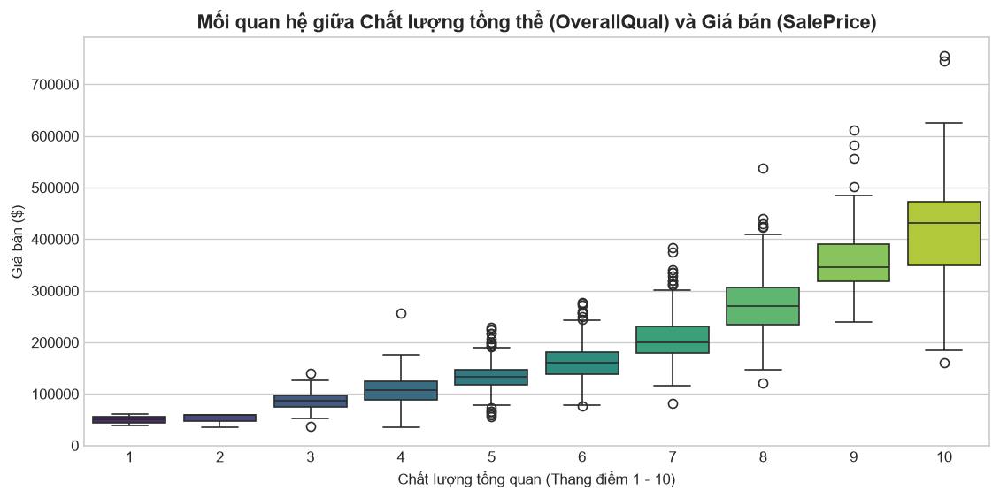 Mối quan hệ giữa Chất lượng tổng thể (OverallQual) và Giá bán (SalePrice)
Giá bán ($)
700000
600000
500000
400000
300000
200000
100000
0
1 2 3 4 5 6 7 8 9 10
Chất lượng tổng quan (Thang điểm 1 - 10)